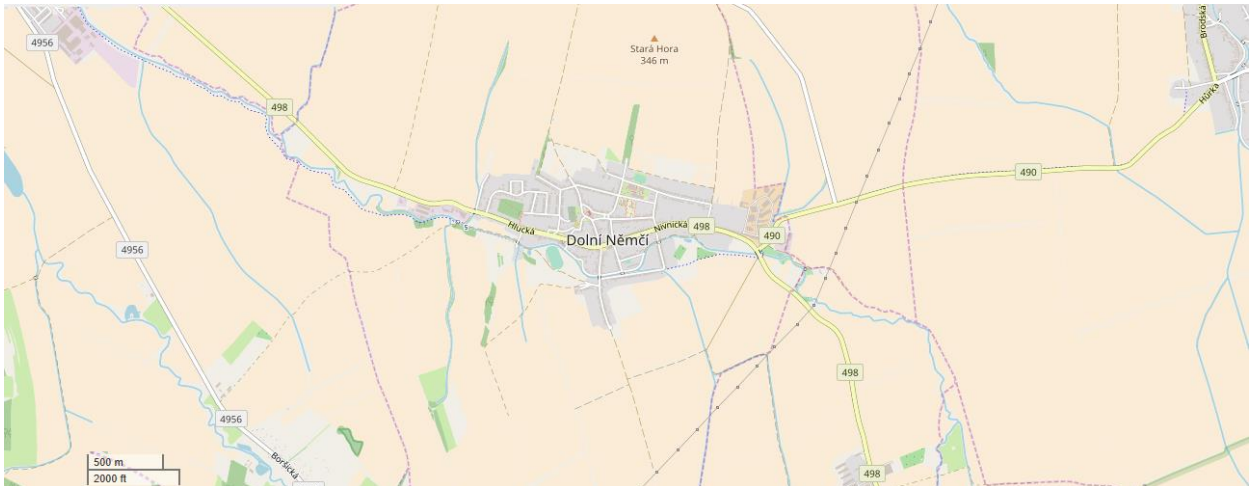 4956
498
Stará Hora
346 m
Brodská
Hůrka
490
Hlucká
Dolní Němčí
Nivnická
498
490
4956
498
4956
Boršická
498
500 m
2000 ft